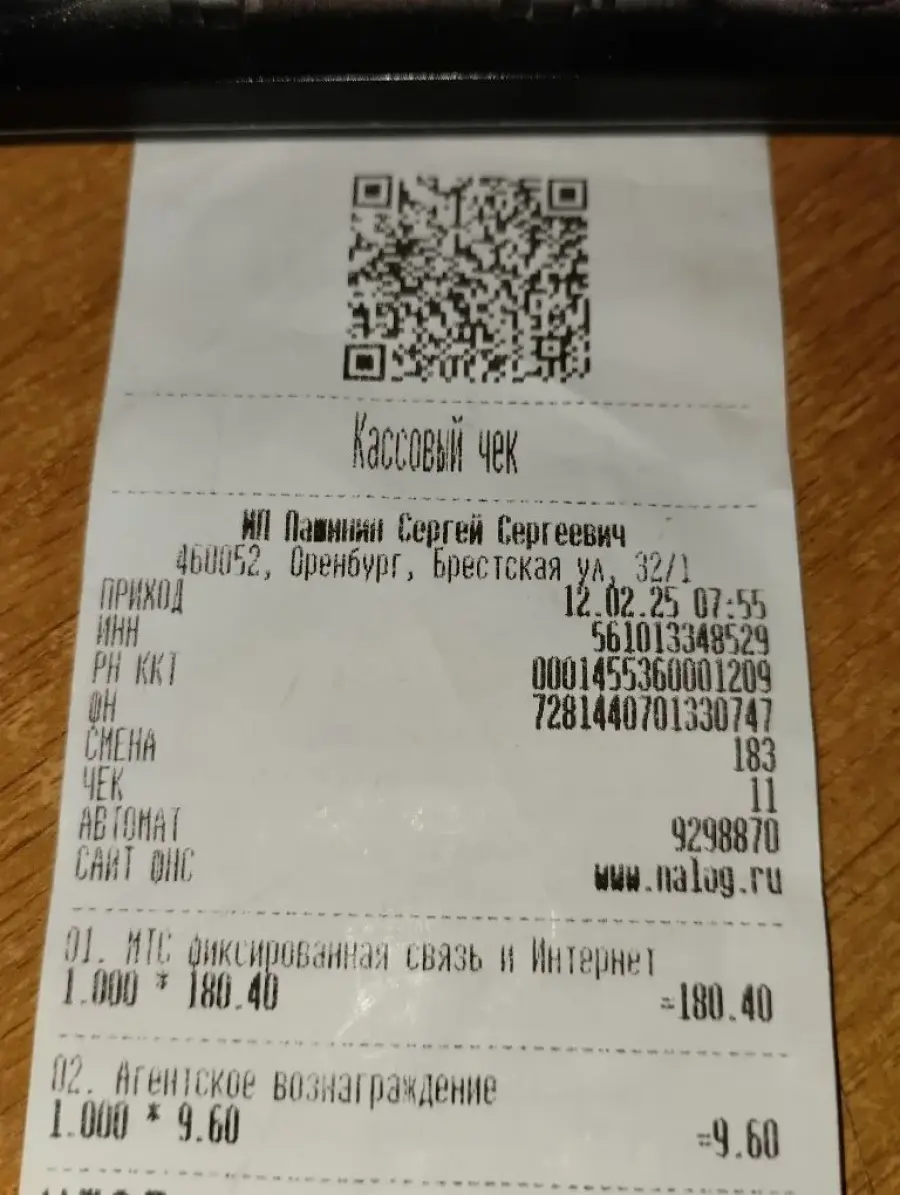 Кассовый чек
ИП Пашинин Сергей Сергеевич
460052, Оренбург, Брестская ул, 32/1
ПРИХОД 12.02.25 07:55
ИНН 561013348529
РН ККТ 0001455360001209
ФН 7281440701330747
СМЕНА 183
ЧЕК 11
АВТОМАТ 9298870
САЙТ ФНС www.nalog.ru
01. МТС фиксированная связь и Интернет
1.000 * 180.40 =180.40
02. Агентское вознаграждение
1.000 * 9.60 =9.60